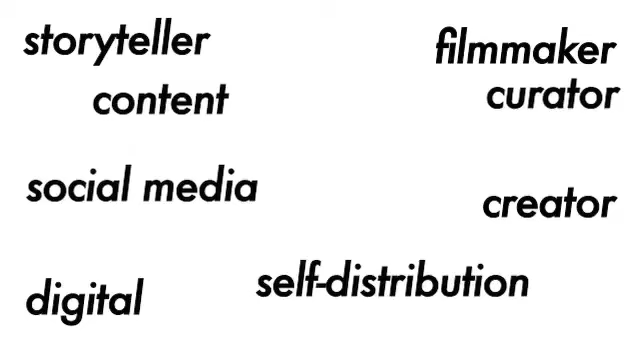 storyteller
filmmaker
content
curator
social media
creator
self-distribution
digital